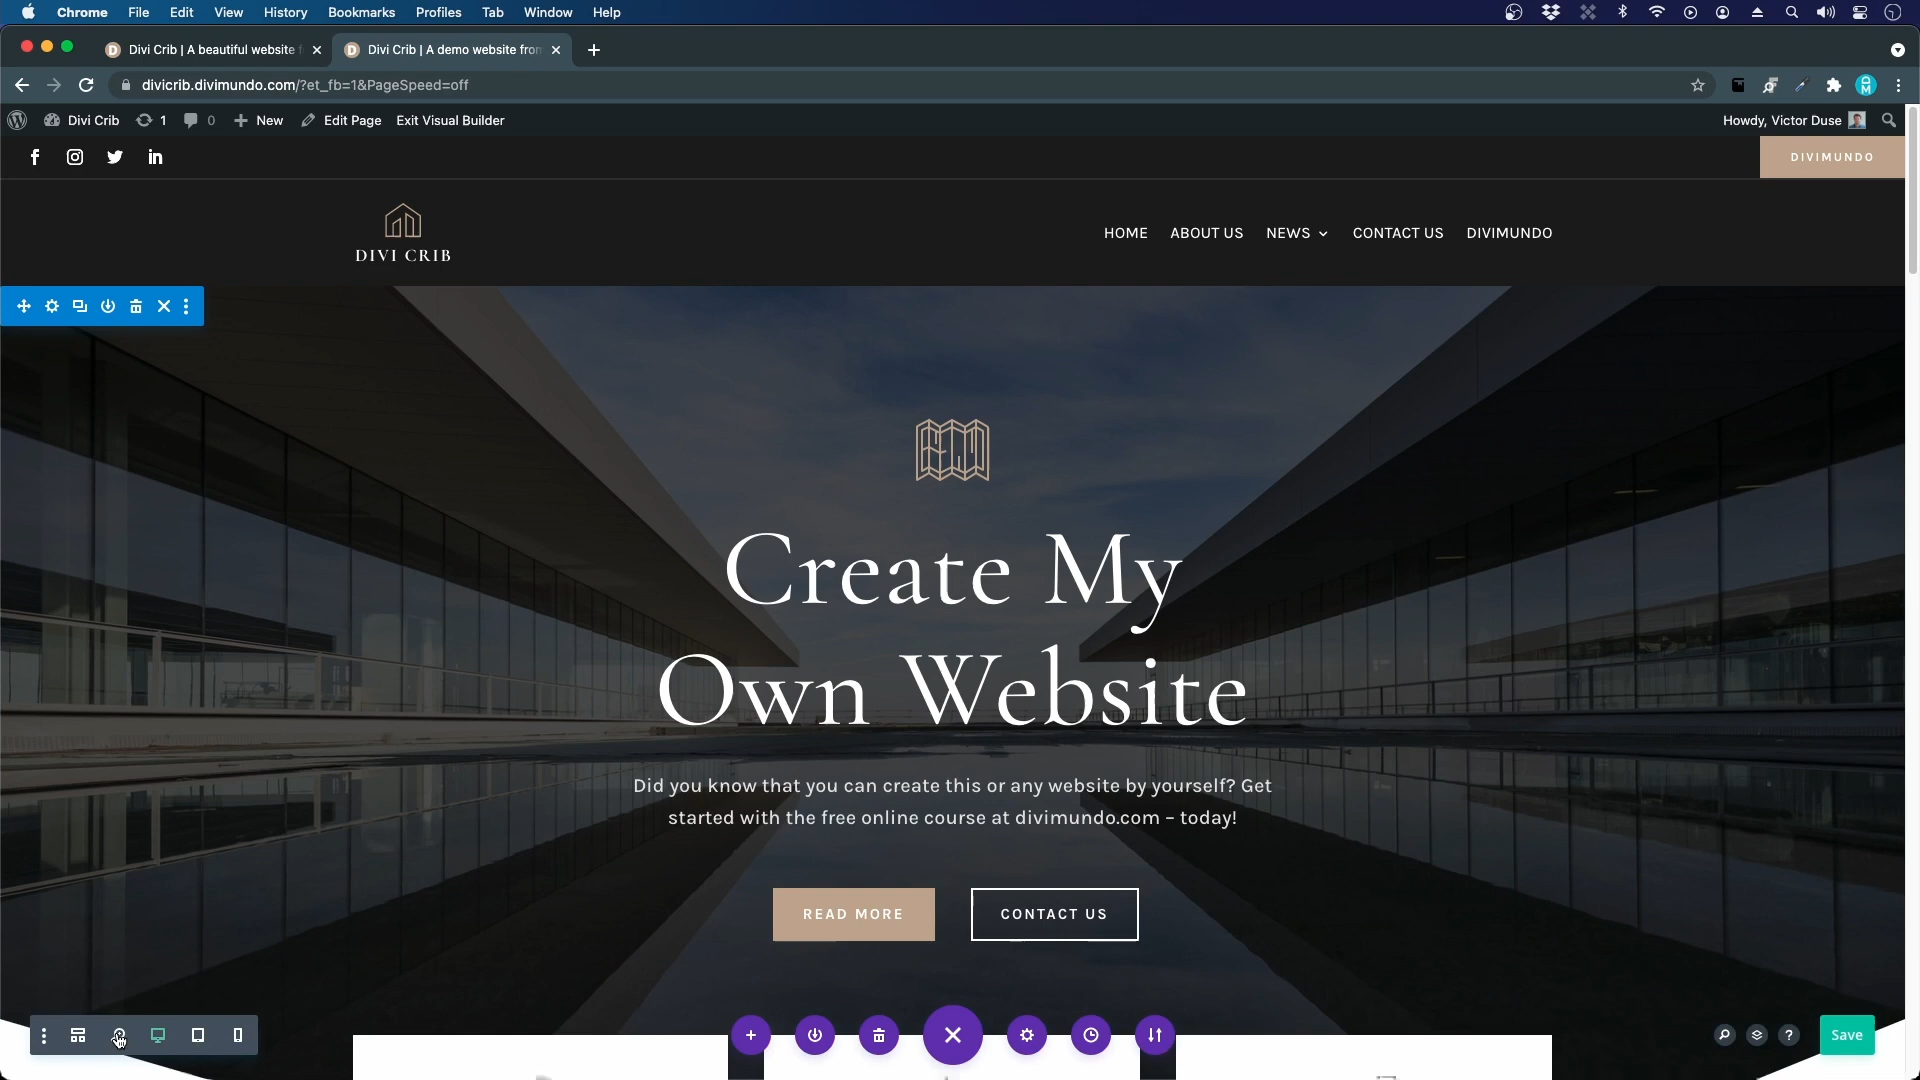 Chrome File Edit View History Bookmarks Profiles Tab Window Help
Divi Crib | A beautiful website Divi Crib | A demo website from
divicrib.divimundo.com/?et_fb=1&PageSpeed=off
Divi Crib 1 0 New Edit Page Exit Visual Builder Howdy, Victor Duse
DIVIMUNDO
DIVI CRIB
HOME ABOUT US NEWS CONTACT US DIVIMUNDO
Create My
Own Website
Did you know that you can create this or any website by yourself? Get
started with the free online course at divimundo.com – today!
READ MORE CONTACT US
Save